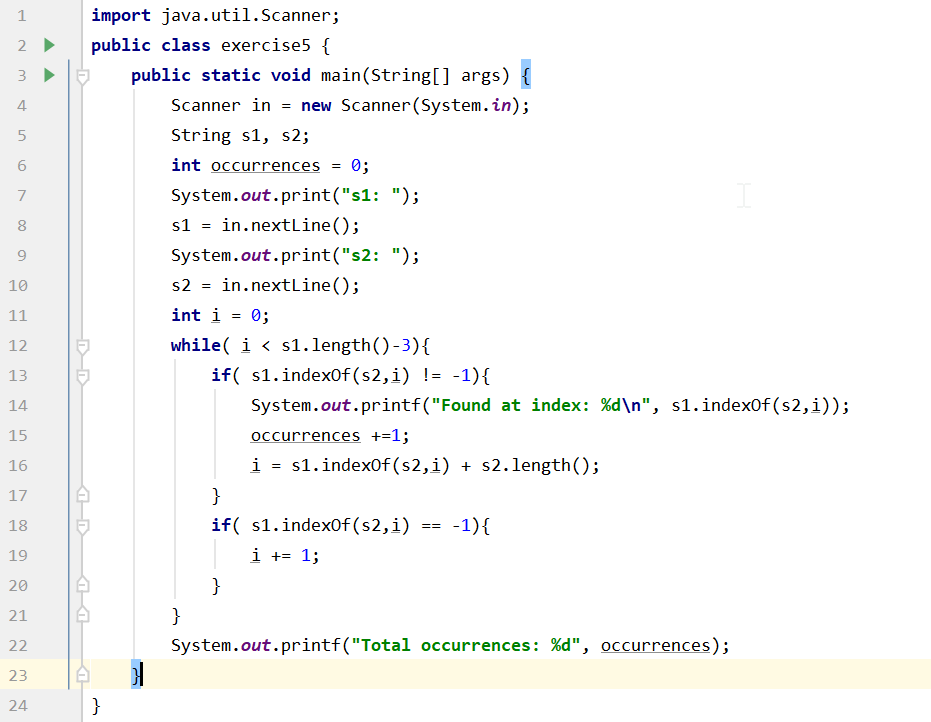 1 import java.util.Scanner;
2 public class exercise5 {
3 public static void main(String[] args) {
4 Scanner in = new Scanner(System.in);
5 String s1, s2;
6 int occurrences = 0;
7 System.out.print("s1: ");
8 s1 = in.nextLine();
9 System.out.print("s2: ");
10 s2 = in.nextLine();
11 int i = 0;
12 while( i < s1.length()-3){
13 if( s1.indexOf(s2,i) != -1){
14 System.out.printf("Found at index: %d\n", s1.indexOf(s2,i));
15 occurrences +=1;
16 i = s1.indexOf(s2,i) + s2.length();
17 }
18 if( s1.indexOf(s2,i) == -1){
19 i += 1;
20 }
21 }
22 System.out.printf("Total occurrences: %d", occurrences);
23 }
24 }